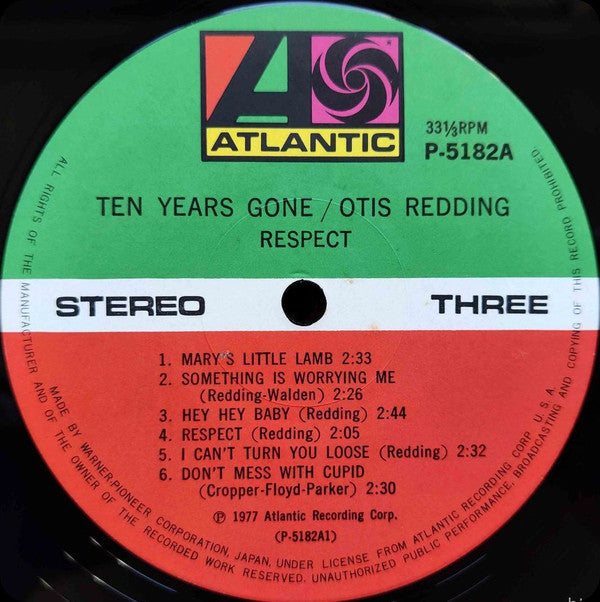 ATLANTIC
33⅓RPM
P-5182A
TEN YEARS GONE / OTIS REDDING
RESPECT
STEREO THREE
1. MARY'S LITTLE LAMB 2:33
2. SOMETHING IS WORRYING ME
(Redding-Walden) 2:26
3. HEY HEY BABY (Redding) 2:44
4. RESPECT (Redding) 2:05
5. I CAN'T TURN YOU LOOSE (Redding) 2:32
6. DON'T MESS WITH CUPID
(Cropper-Floyd-Parker) 2:30
Ⓟ 1977 Atlantic Recording Corp.
(P-5182A1)
MADE BY WARNER-PIONEER CORPORATION, JAPAN, UNDER LICENSE FROM ATLANTIC RECORDING CORP. U.S.A.
ALL RIGHTS OF THE MANUFACTURER AND OF THE OWNER OF THE RECORDED WORK RESERVED. UNAUTHORIZED PUBLIC PERFORMANCE, BROADCASTING AND COPYING OF THIS RECORD PROHIBITED.